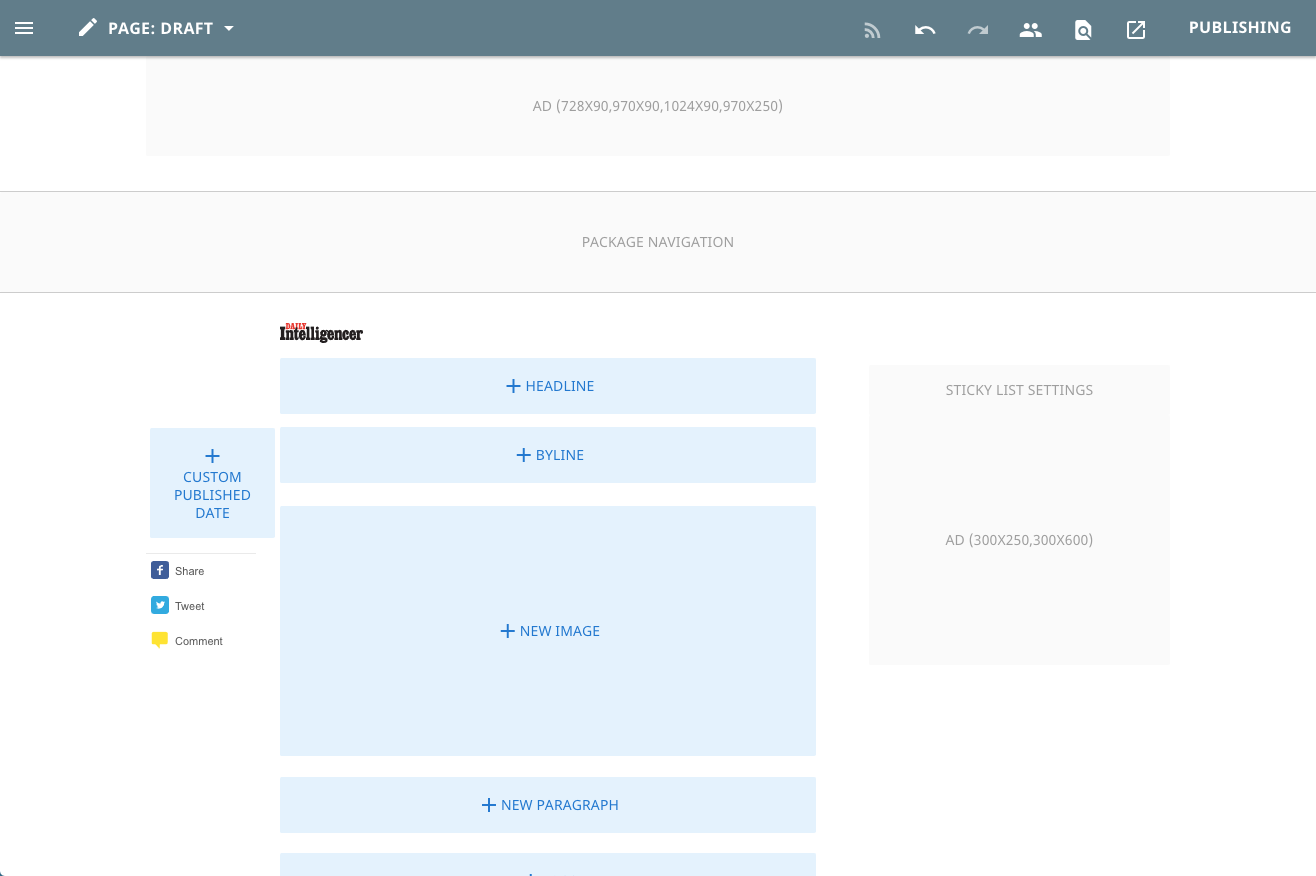 PAGE: DRAFT
PUBLISHING
AD (728X90,970X90,1024X90,970X250)
PACKAGE NAVIGATION
DAILY
Intelligencer
HEADLINE
STICKY LIST SETTINGS
BYLINE
CUSTOM
PUBLISHED
DATE
AD (300X250,300X600)
Share
Tweet
Comment
NEW IMAGE
NEW PARAGRAPH